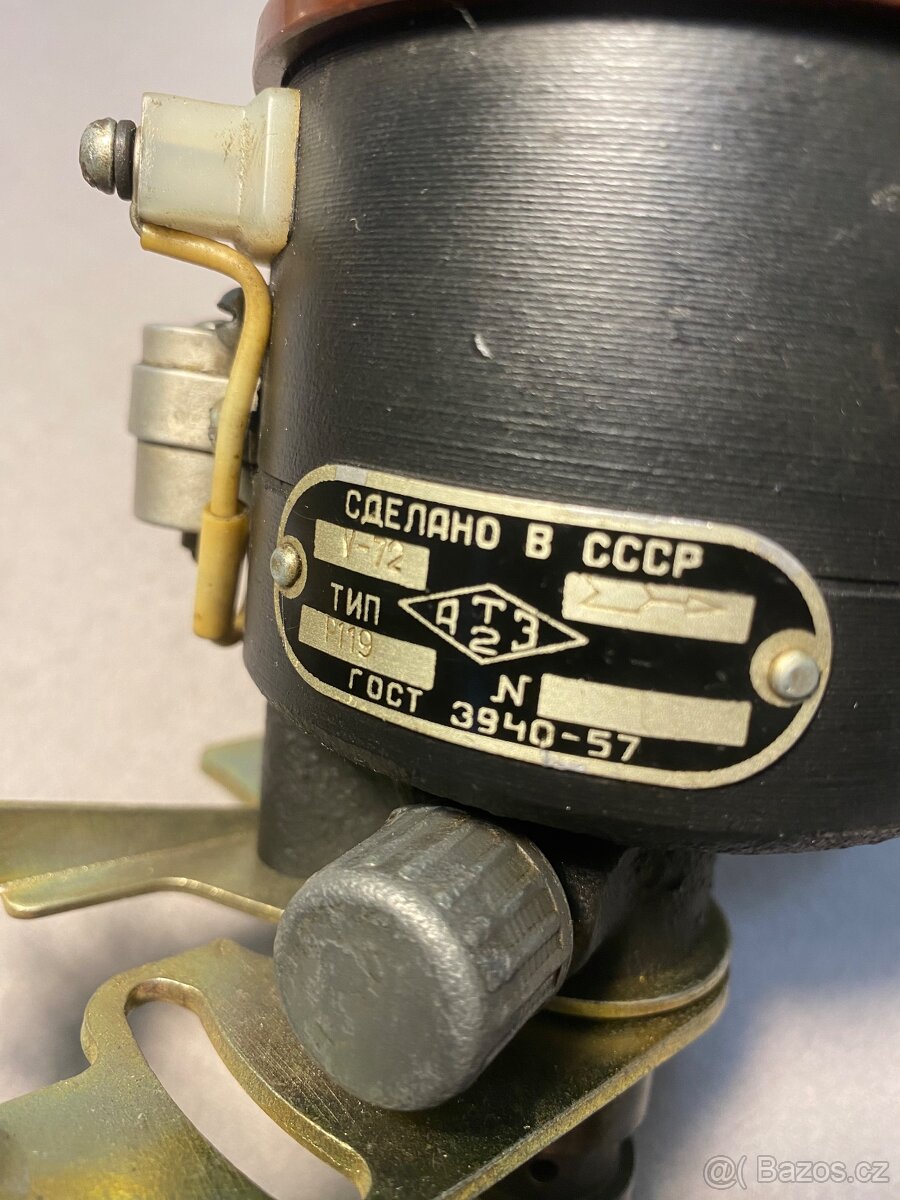 СДЕЛАНО В СССР
V-72
ТИП
АТЭ
2
Р119
N
ГОСТ 3940-57
@( Bazos.cz